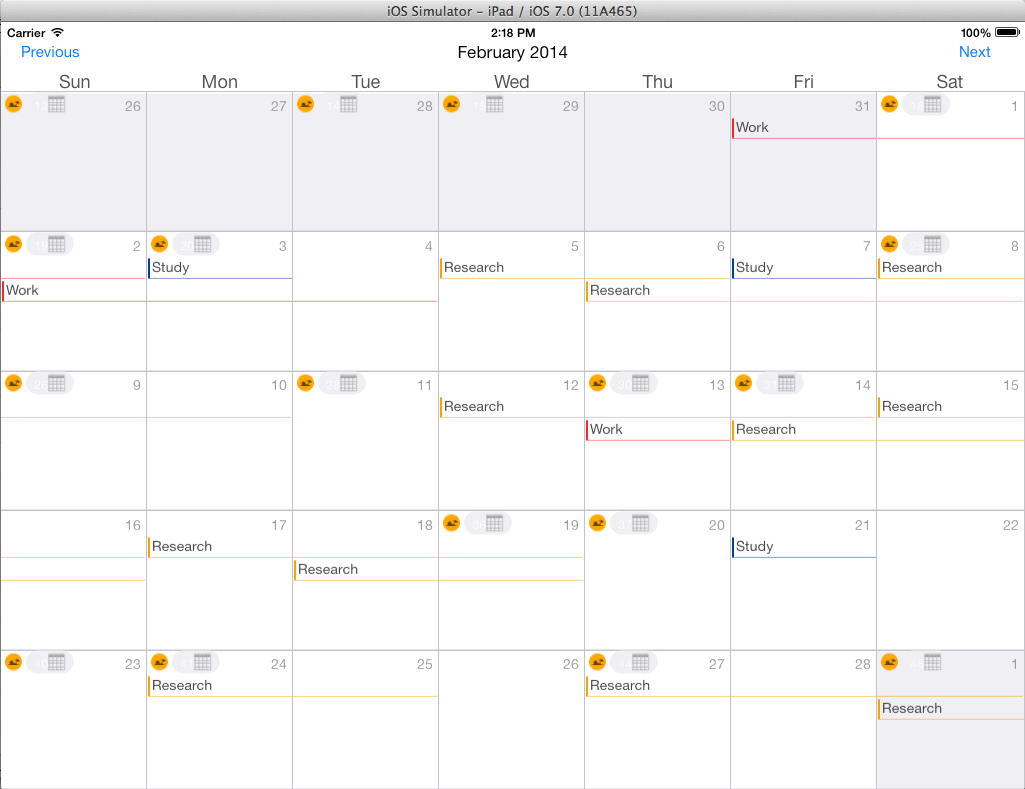 iOS Simulator – iPad / iOS 7.0 (11A465)
Carrier 2:18 PM 100%
Previous February 2014 Next
Sun Mon Tue Wed Thu Fri Sat
26 27 28 29 30 31 1
Work
2 3 4 5 6 7 8
Study Research Study Research
Work Research
9 10 11 12 13 14 15
Research Research
Work Research
16 17 18 19 20 21 22
Research Study
Research
23 24 25 26 27 28 1
Research Research
Research